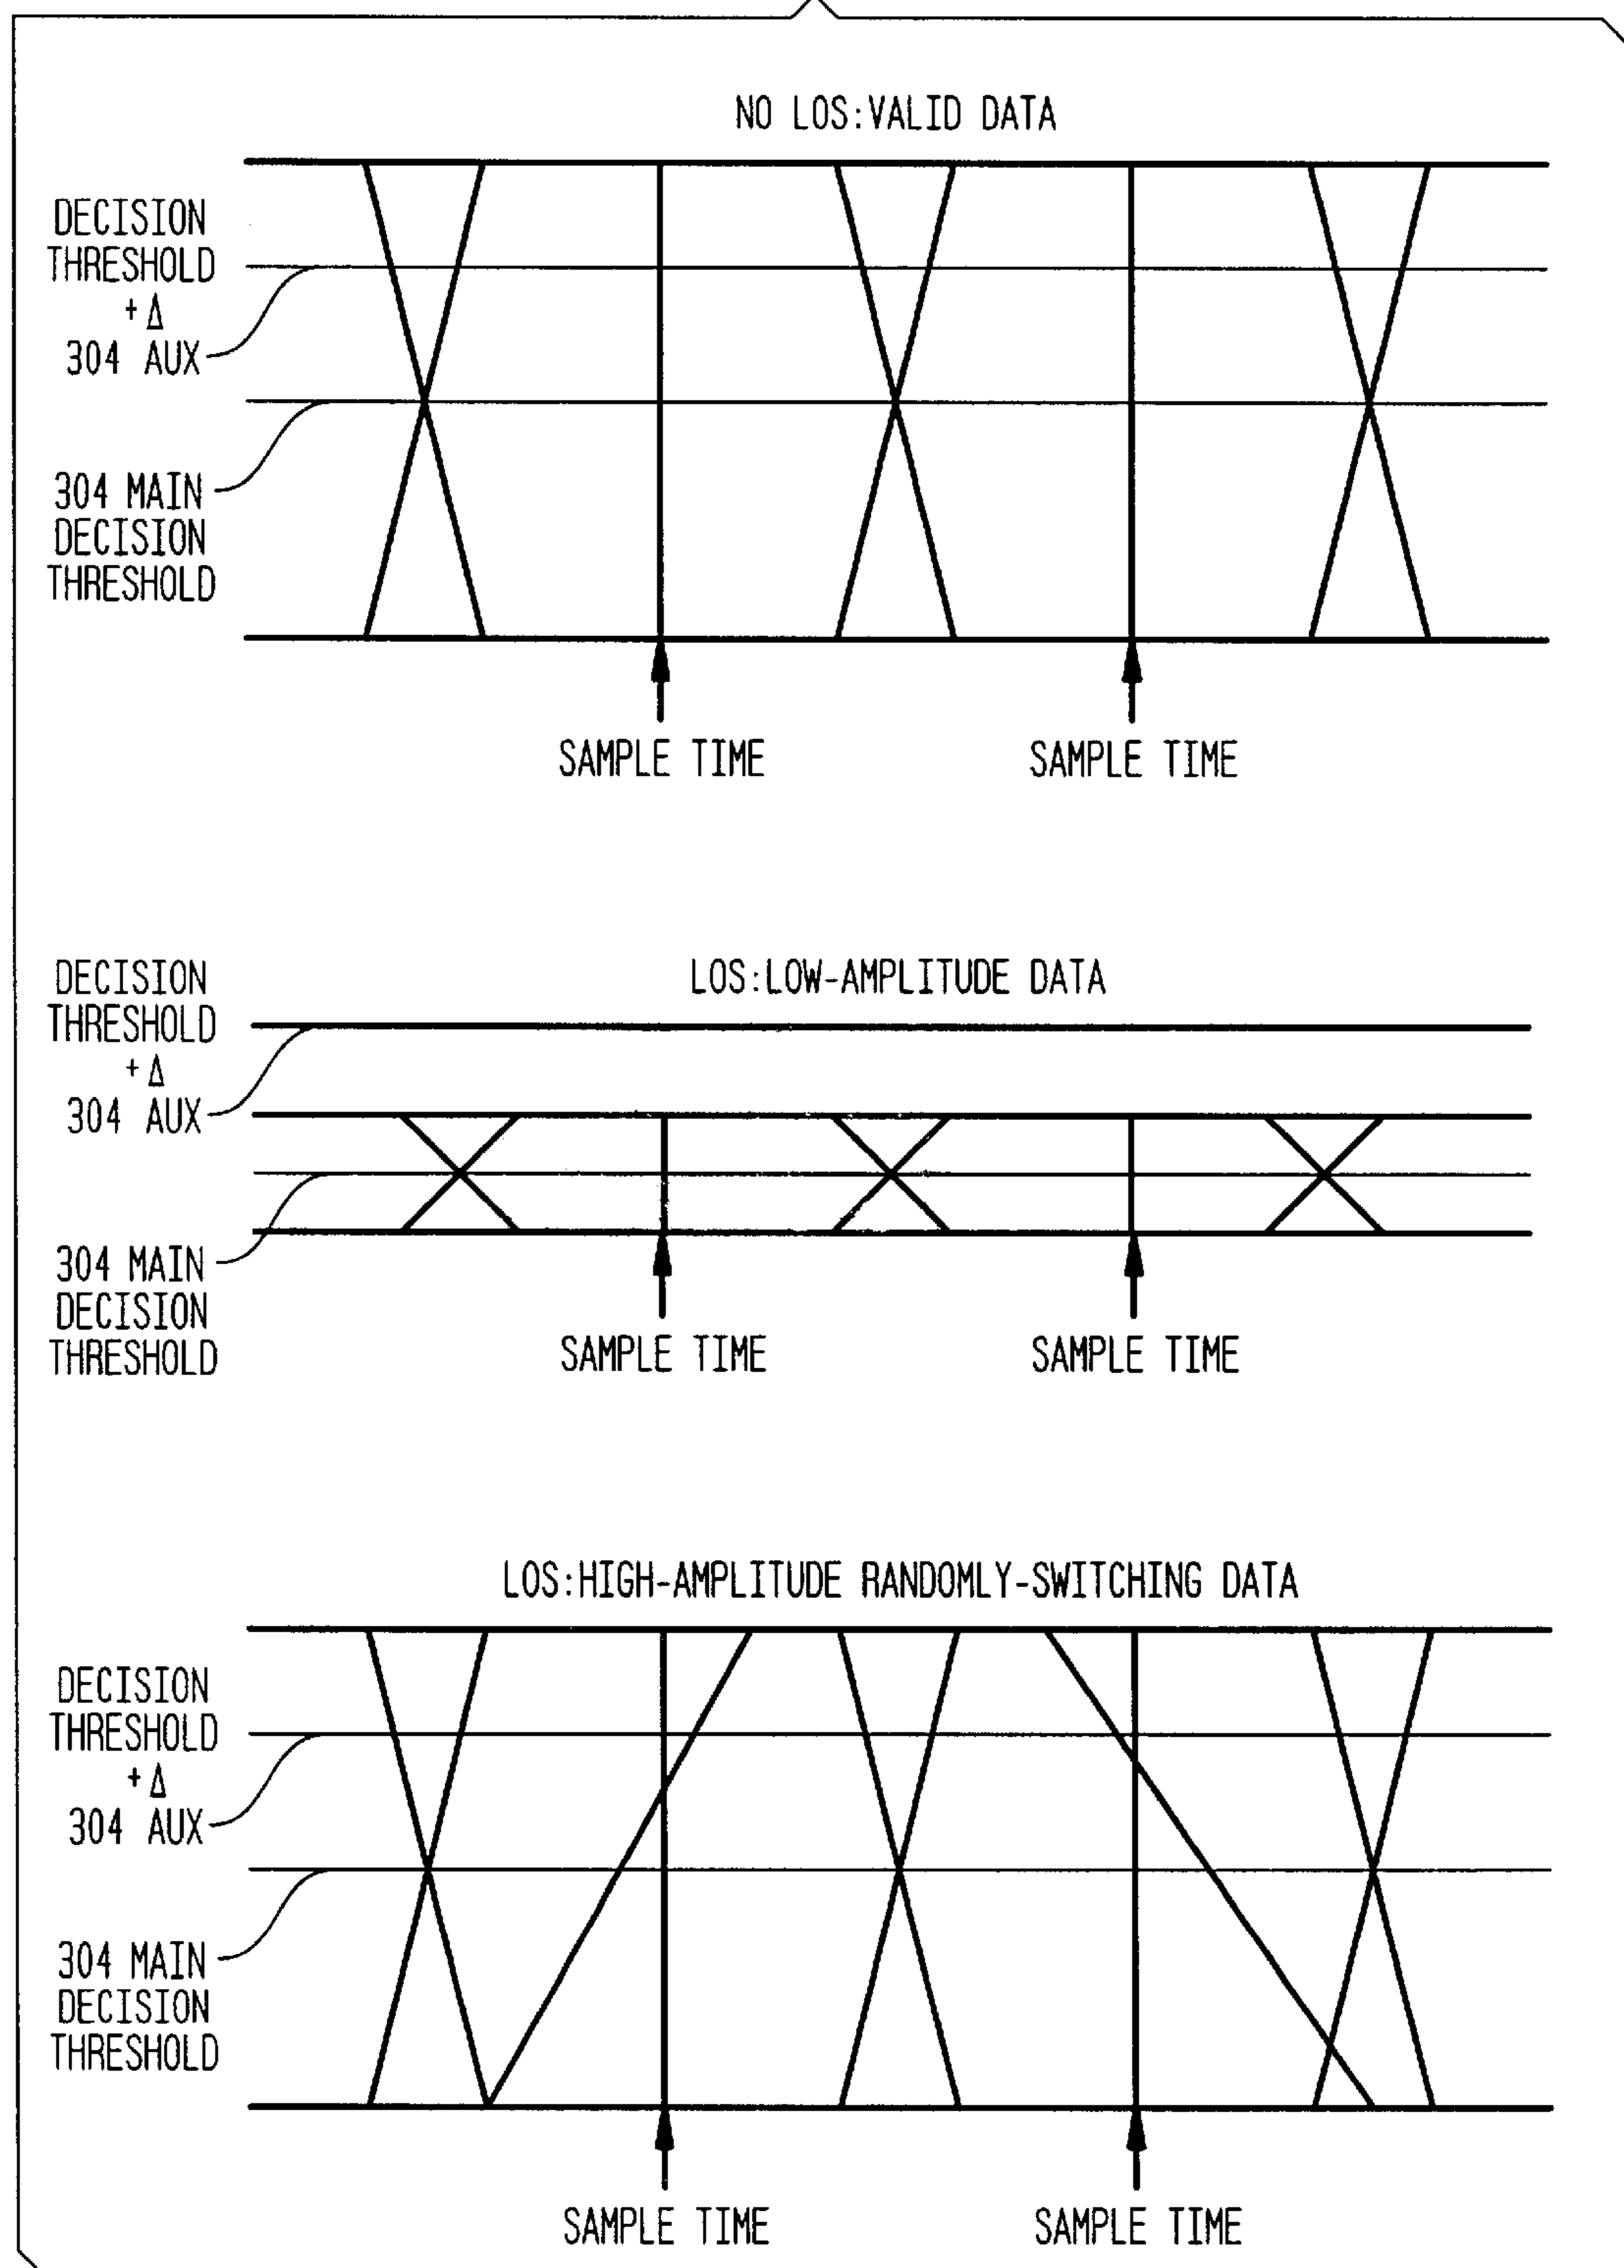 NO LOS:VALID DATA
DECISION
THRESHOLD
+Δ
304 AUX
304 MAIN
DECISION
THRESHOLD
SAMPLE TIME
SAMPLE TIME
LOS:LOW-AMPLITUDE DATA
DECISION
THRESHOLD
+Δ
304 AUX
304 MAIN
DECISION
THRESHOLD
SAMPLE TIME
SAMPLE TIME
LOS:HIGH-AMPLITUDE RANDOMLY-SWITCHING DATA
DECISION
THRESHOLD
+Δ
304 AUX
304 MAIN
DECISION
THRESHOLD
SAMPLE TIME
SAMPLE TIME